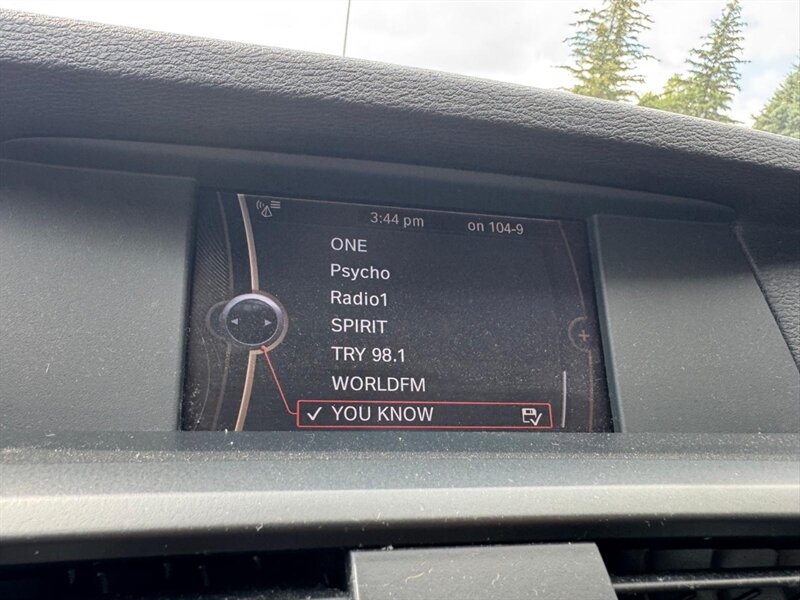 3:44 pm on 104-9
ONE
Psycho
Radio1
SPIRIT
TRY 98.1
WORLDFM
✓ YOU KNOW